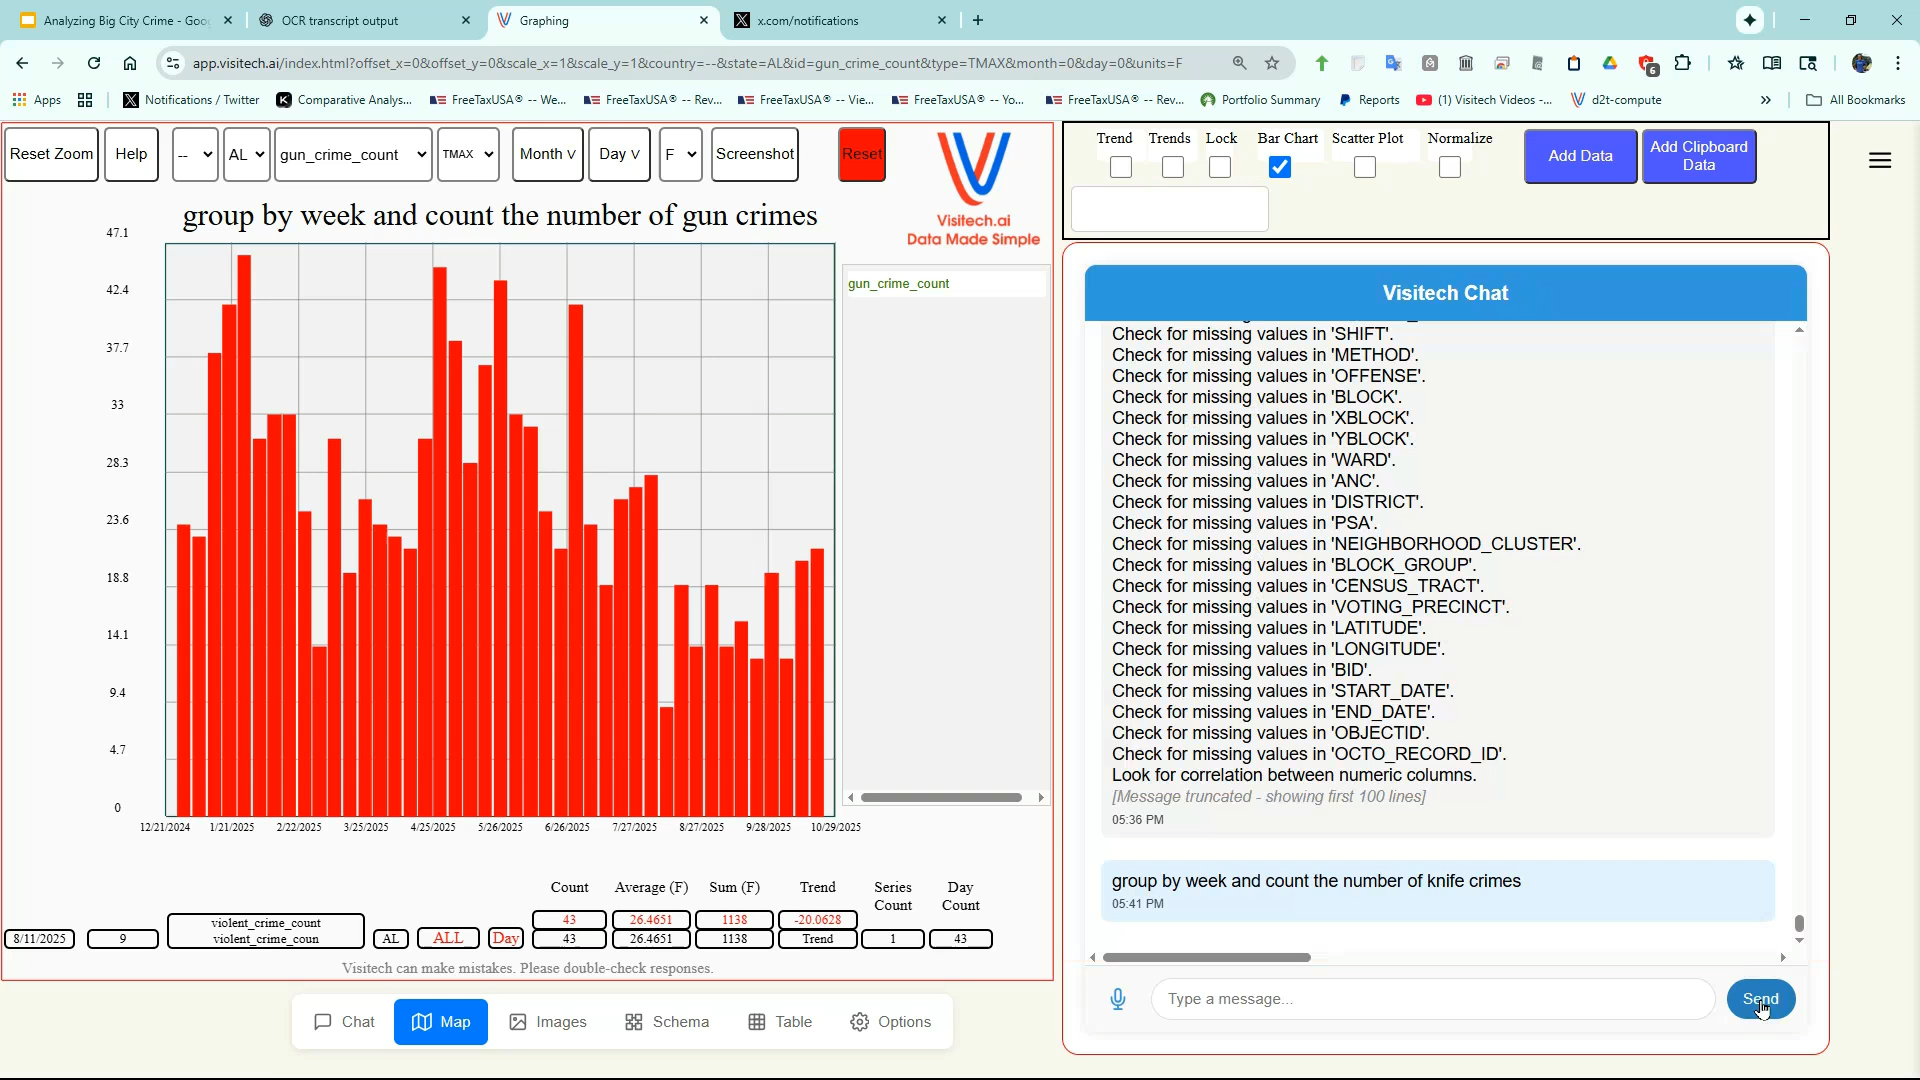 Analyzing Big City Crime - Goo
OCR transcript output
Graphing
x.com/notifications
app.visitech.ai/index.html?offset_x=0&offset_y=0&scale_x=1&scale_y=1&country=--&state=AL&id=gun_crime_count&type=TMAX&month=0&day=0&units=F
6
Apps
Notifications / Twitter
Comparative Analys...
FreeTaxUSA® -- We...
FreeTaxUSA® -- Rev...
FreeTaxUSA® -- Vie...
FreeTaxUSA® -- Yo...
FreeTaxUSA® -- Rev...
Portfolio Summary
Reports
(1) Visitech Videos -...
d2t-compute
All Bookmarks
Reset Zoom
Help
--
AL
gun_crime_count
TMAX
Month V
Day V
F
Screenshot
Reset
Visitech.ai
Data Made Simple
group by week and count the number of gun crimes
47.1
42.4
37.7
33
28.3
23.6
18.8
14.1
9.4
4.7
0
12/21/2024 1/21/2025 2/22/2025 3/25/2025 4/25/2025 5/26/2025 6/26/2025 7/27/2025 8/27/2025 9/28/2025 10/29/2025
gun_crime_count
Count Average (F) Sum (F) Trend Series Count Day Count
43 26.4651 1138 -20.0628
8/11/2025 9 violent_crime_count violent_crime_coun AL ALL Day 43 26.4651 1138 Trend 1 43
Visitech can make mistakes. Please double-check responses.
Chat
Map
Images
Schema
Table
Options
Trend Trends Lock Bar Chart Scatter Plot Normalize
Add Data
Add Clipboard
Data
Visitech Chat
Check for missing values in 'SHIFT'.
Check for missing values in 'METHOD'.
Check for missing values in 'OFFENSE'.
Check for missing values in 'BLOCK'.
Check for missing values in 'XBLOCK'.
Check for missing values in 'YBLOCK'.
Check for missing values in 'WARD'.
Check for missing values in 'ANC'.
Check for missing values in 'DISTRICT'.
Check for missing values in 'PSA'.
Check for missing values in 'NEIGHBORHOOD_CLUSTER'.
Check for missing values in 'BLOCK_GROUP'.
Check for missing values in 'CENSUS_TRACT'.
Check for missing values in 'VOTING_PRECINCT'.
Check for missing values in 'LATITUDE'.
Check for missing values in 'LONGITUDE'.
Check for missing values in 'BID'.
Check for missing values in 'START_DATE'.
Check for missing values in 'END_DATE'.
Check for missing values in 'OBJECTID'.
Check for missing values in 'OCTO_RECORD_ID'.
Look for correlation between numeric columns.
[Message truncated - showing first 100 lines]
05:36 PM
group by week and count the number of knife crimes
05:41 PM
Type a message...
Send